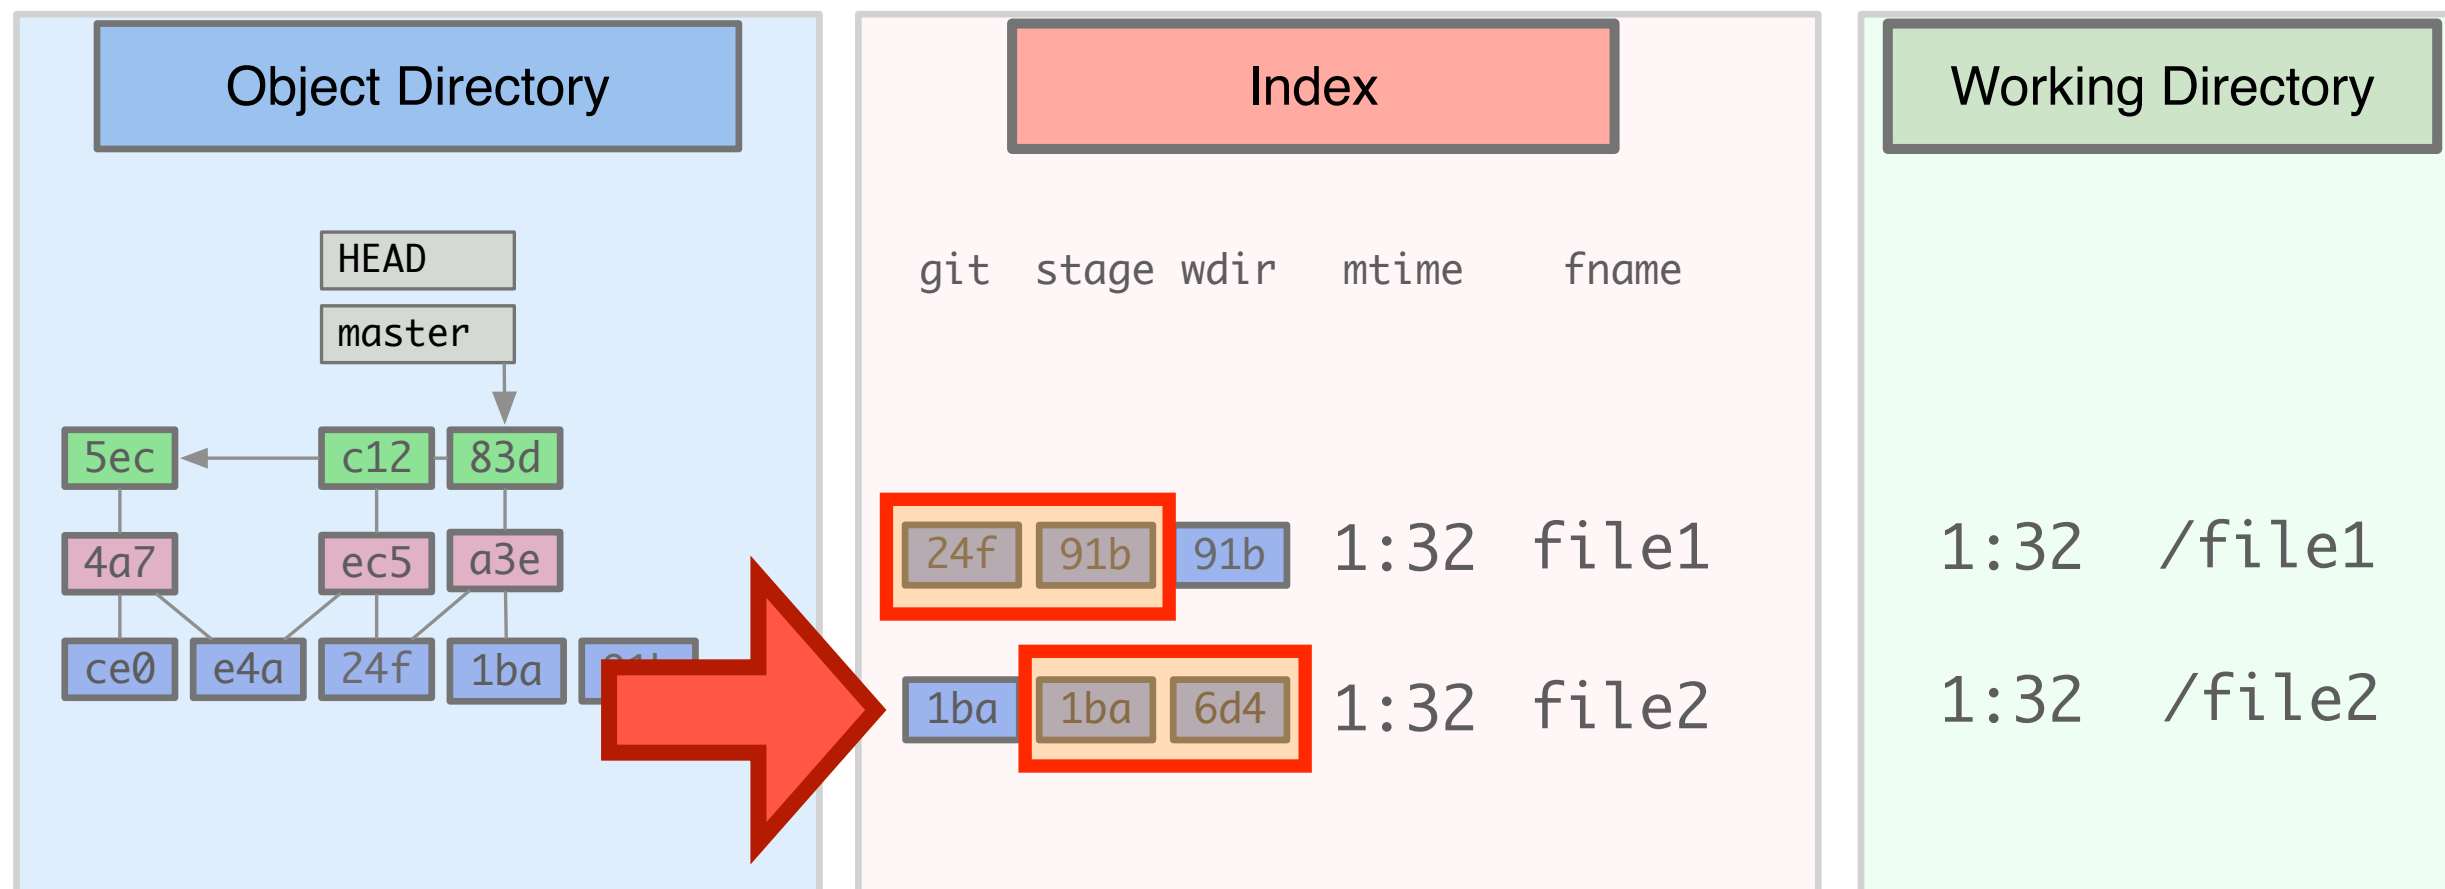 Object Directory
Index
Working Directory
HEAD
master
git stage wdir mtime fname
5ec c12 83d
4a7 ec5 a3e
ce0 e4a 24f 1ba
24f 91b 91b 1:32 file1
1ba 1ba 6d4 1:32 file2
1:32 /file1
1:32 /file2